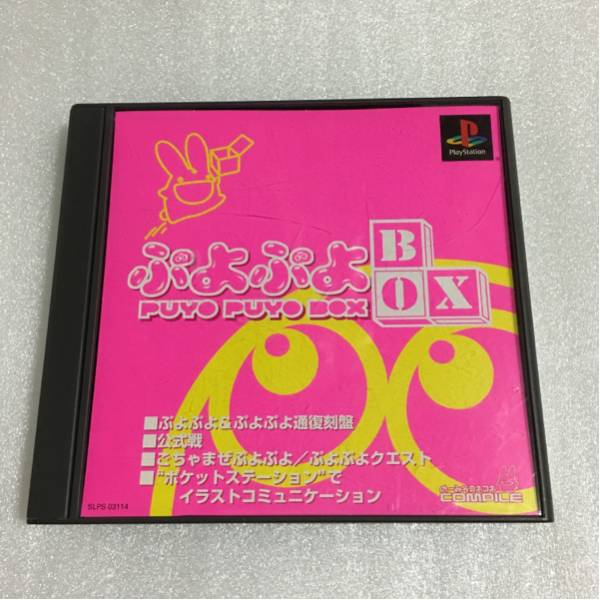 PlayStation
ぷよぷよ
BOX
PUYO PUYO BOX
■ぷよぷよ&ぷよぷよ通復刻盤
■公式戦
■ごちゃまぜぷよぷよ/ぷよぷよクエスト
■"ポケットステーション"で
イラストコミュニケーション
SLPS 03114
COMPILE